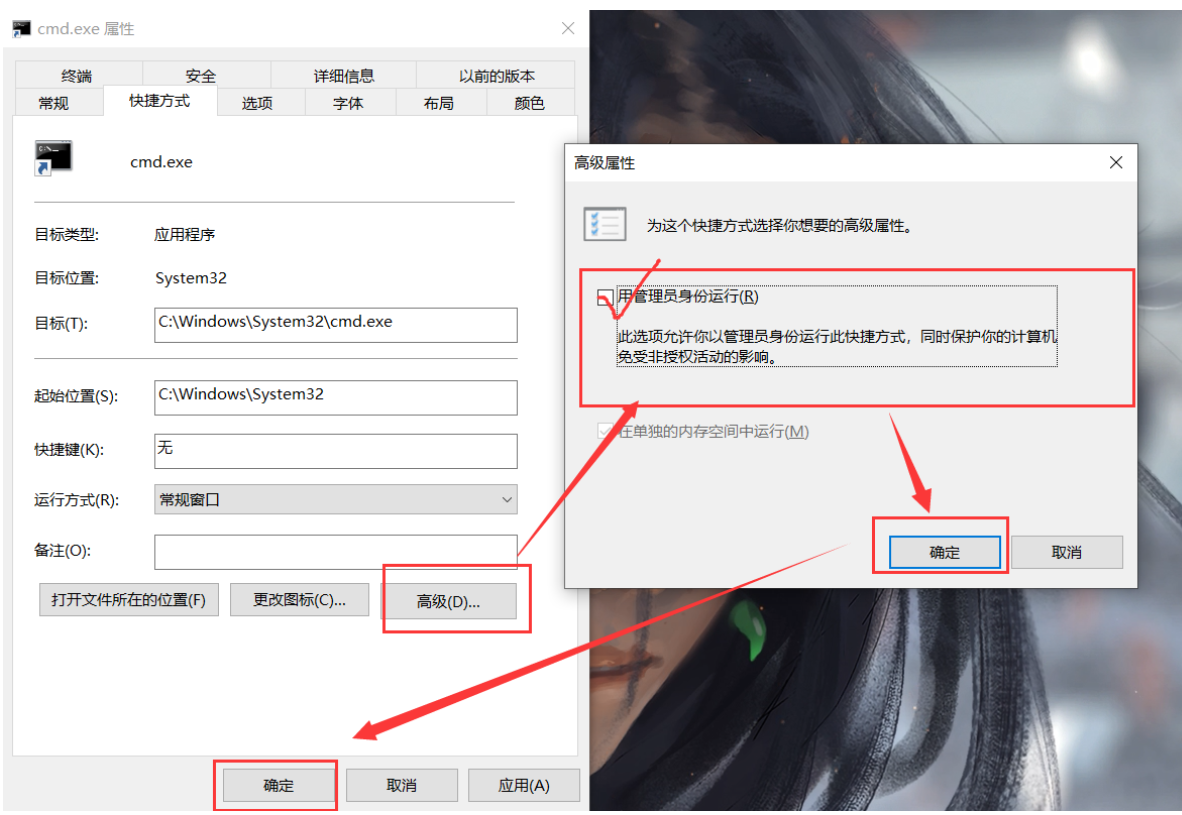 cmd.exe 属性
终端 安全 详细信息 以前的版本
常规 快捷方式 选项 字体 布局 颜色
cmd.exe
目标类型: 应用程序
目标位置: System32
目标(T): C:\Windows\System32\cmd.exe
起始位置(S): C:\Windows\System32
快捷键(K): 无
运行方式(R): 常规窗口
备注(O):
打开文件所在的位置(F) 更改图标(C)... 高级(D)...
确定 取消 应用(A)
高级属性
为这个快捷方式选择你想要的高级属性。
用管理员身份运行(R)
此选项允许你以管理员身份运行此快捷方式，同时保护你的计算机
免受非授权活动的影响。
在单独的内存空间中运行(M)
确定 取消